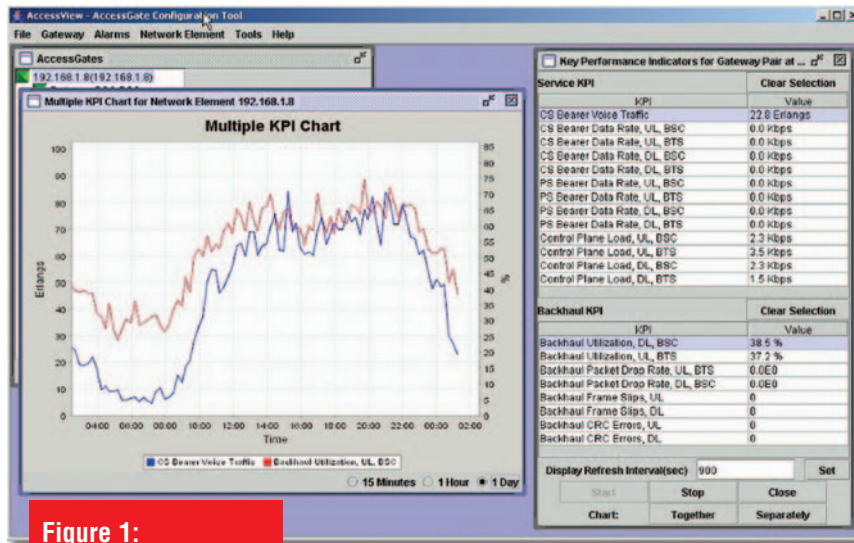 AccessView - AccessGate Configuration Tool
File Gateway Alarms Network Element Tools Help
AccessGates
192.168.1.8(192.168.1.8)
Multiple KPI Chart for Network Element 192.168.1.8
Multiple KPI Chart
100
90
80
70
60
50
40
30
20
10
0
Erlangs
85
80
75
70
65
60
55
50
45
40
35
30
25
20
15
10
5
0
%
04:00 06:00 08:00 10:00 12:00 14:00 16:00 18:00 20:00 22:00 00:00 02:00
Time
CS Bearer Voice Traffic Backhaul Utilization, UL, BSC
15 Minutes 1 Hour 1 Day
Key Performance Indicators for Gateway Pair at ...
Service KPI Clear Selection
KPI Value
CS Bearer Voice Traffic 22.8 Erlangs
CS Bearer Data Rate, UL, BSC 0.0 Kbps
CS Bearer Data Rate, UL, BTS 0.0 Kbps
CS Bearer Data Rate, DL, BSC 0.0 Kbps
CS Bearer Data Rate, DL, BTS 0.0 Kbps
PS Bearer Data Rate, UL, BSC 0.0 Kbps
PS Bearer Data Rate, UL, BTS 0.0 Kbps
PS Bearer Data Rate, DL, BSC 0.0 Kbps
PS Bearer Data Rate, DL, BTS 0.0 Kbps
Control Plane Load, UL, BSC 2.3 Kbps
Control Plane Load, UL, BTS 3.5 Kbps
Control Plane Load, DL, BSC 2.3 Kbps
Control Plane Load, DL, BTS 1.5 Kbps
Backhaul KPI Clear Selection
KPI Value
Backhaul Utilization, DL, BSC 38.5 %
Backhaul Utilization, UL, BTS 37.2 %
Backhaul Packet Drop Rate, UL, BTS 0.0E0
Backhaul Packet Drop Rate, DL, BSC 0.0E0
Backhaul Frame Slips, UL 0
Backhaul Frame Slips, DL 0
Backhaul CRC Errors, UL 0
Backhaul CRC Errors, DL 0
Display Refresh Interval(sec) 900 Set
Start Stop Close
Chart: Together Separately
Figure 1: